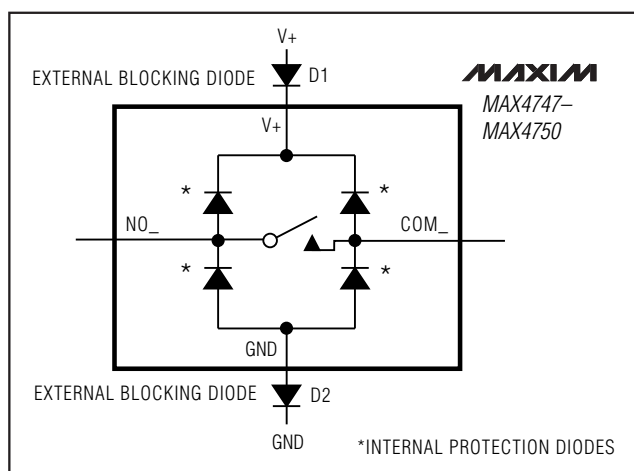 V+
EXTERNAL BLOCKING DIODE D1
MAXIM
MAX4747–
MAX4750
V+
* *
NO_ COM_
* *
GND
EXTERNAL BLOCKING DIODE D2
GND
*INTERNAL PROTECTION DIODES